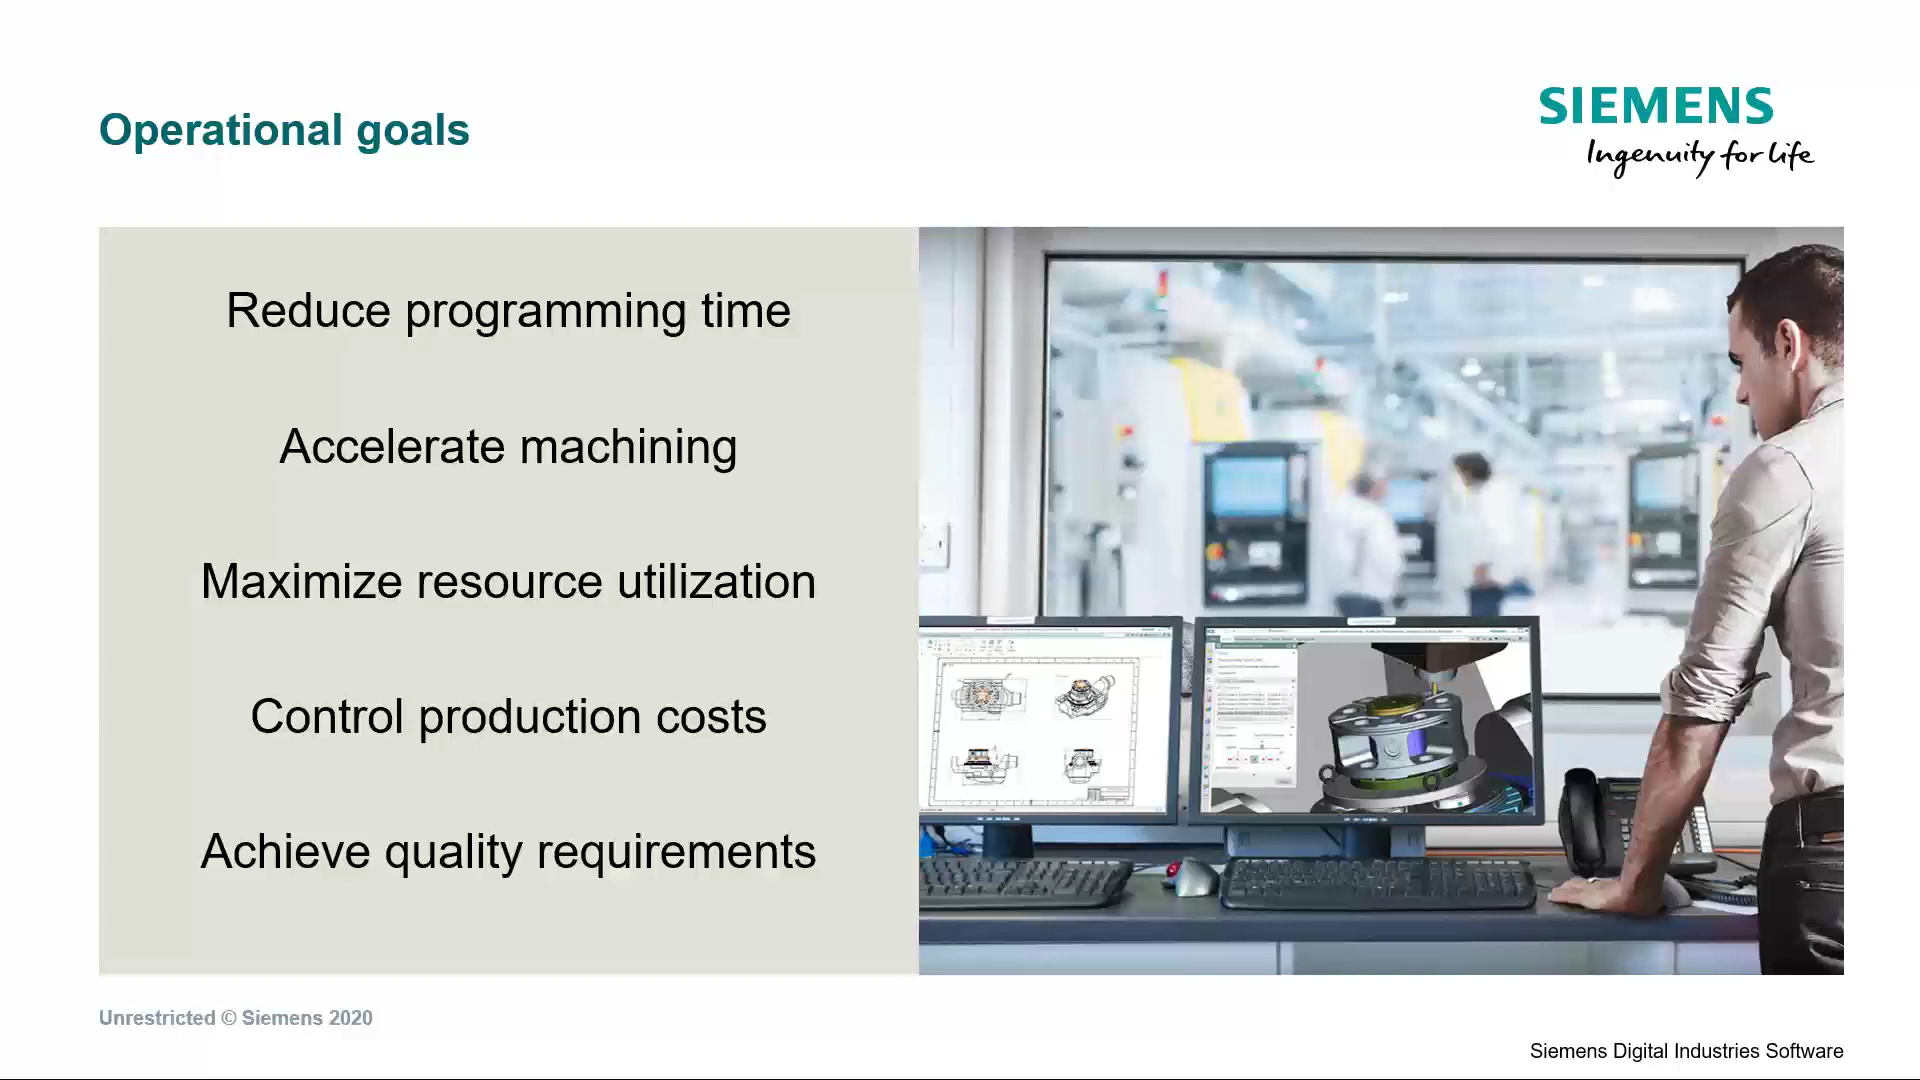 Operational goals
SIEMENS
Ingenuity for life
Reduce programming time
Accelerate machining
Maximize resource utilization
Control production costs
Achieve quality requirements
Unrestricted © Siemens 2020
Siemens Digital Industries Software